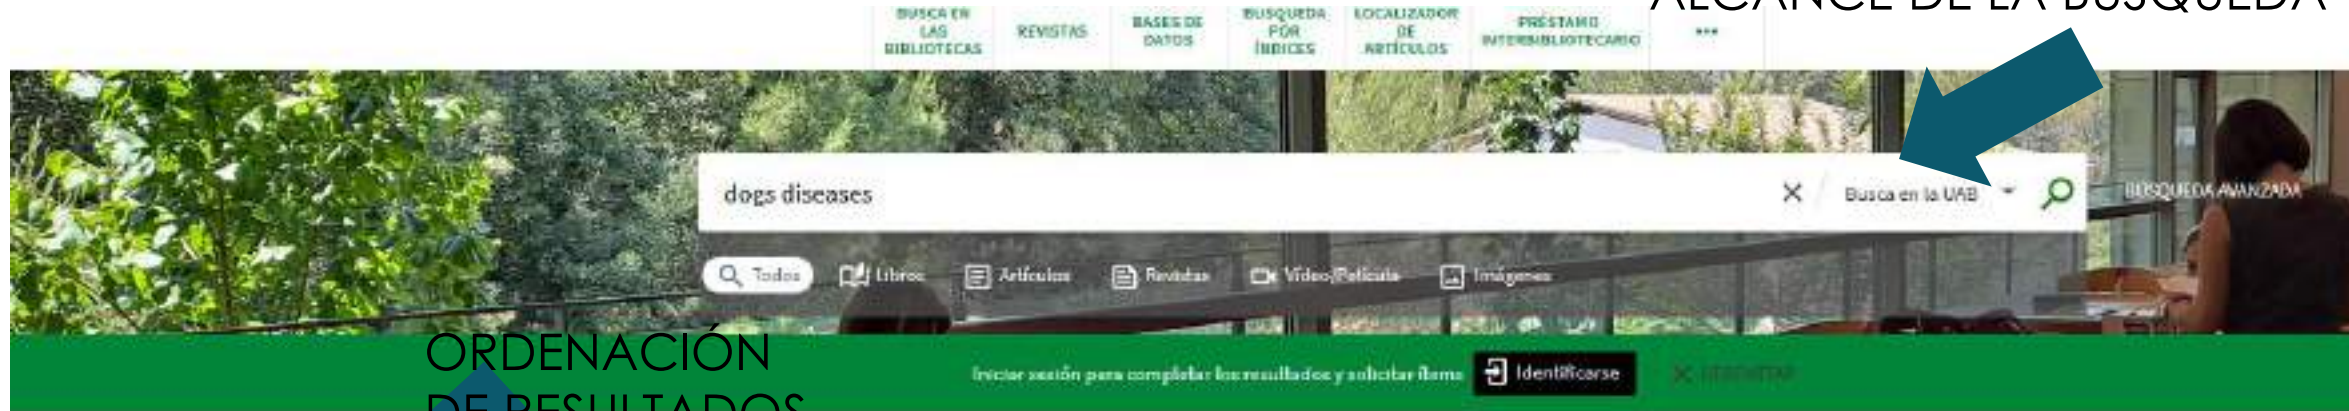 ALCANCE DE LA BÚSQUEDA
BUSCA EN
LAS
BIBLIOTECAS
REVISTAS
BASES DE
DATOS
BÚSQUEDA
POR
ÍNDICES
LOCALIZADOR
DE
ARTÍCULOS
PRÉSTAMO
INTERBIBLIOTECARIO
•••
dogs diseases
Busca en la UAB
BÚSQUEDA AVANZADA
Todos
Libros
Artículos
Revistas
Vídeo/Película
Imágenes
ORDENACIÓN
DE RESULTADOS
Iniciar sesión para completar los resultados y solicitar ítems
Identificarse